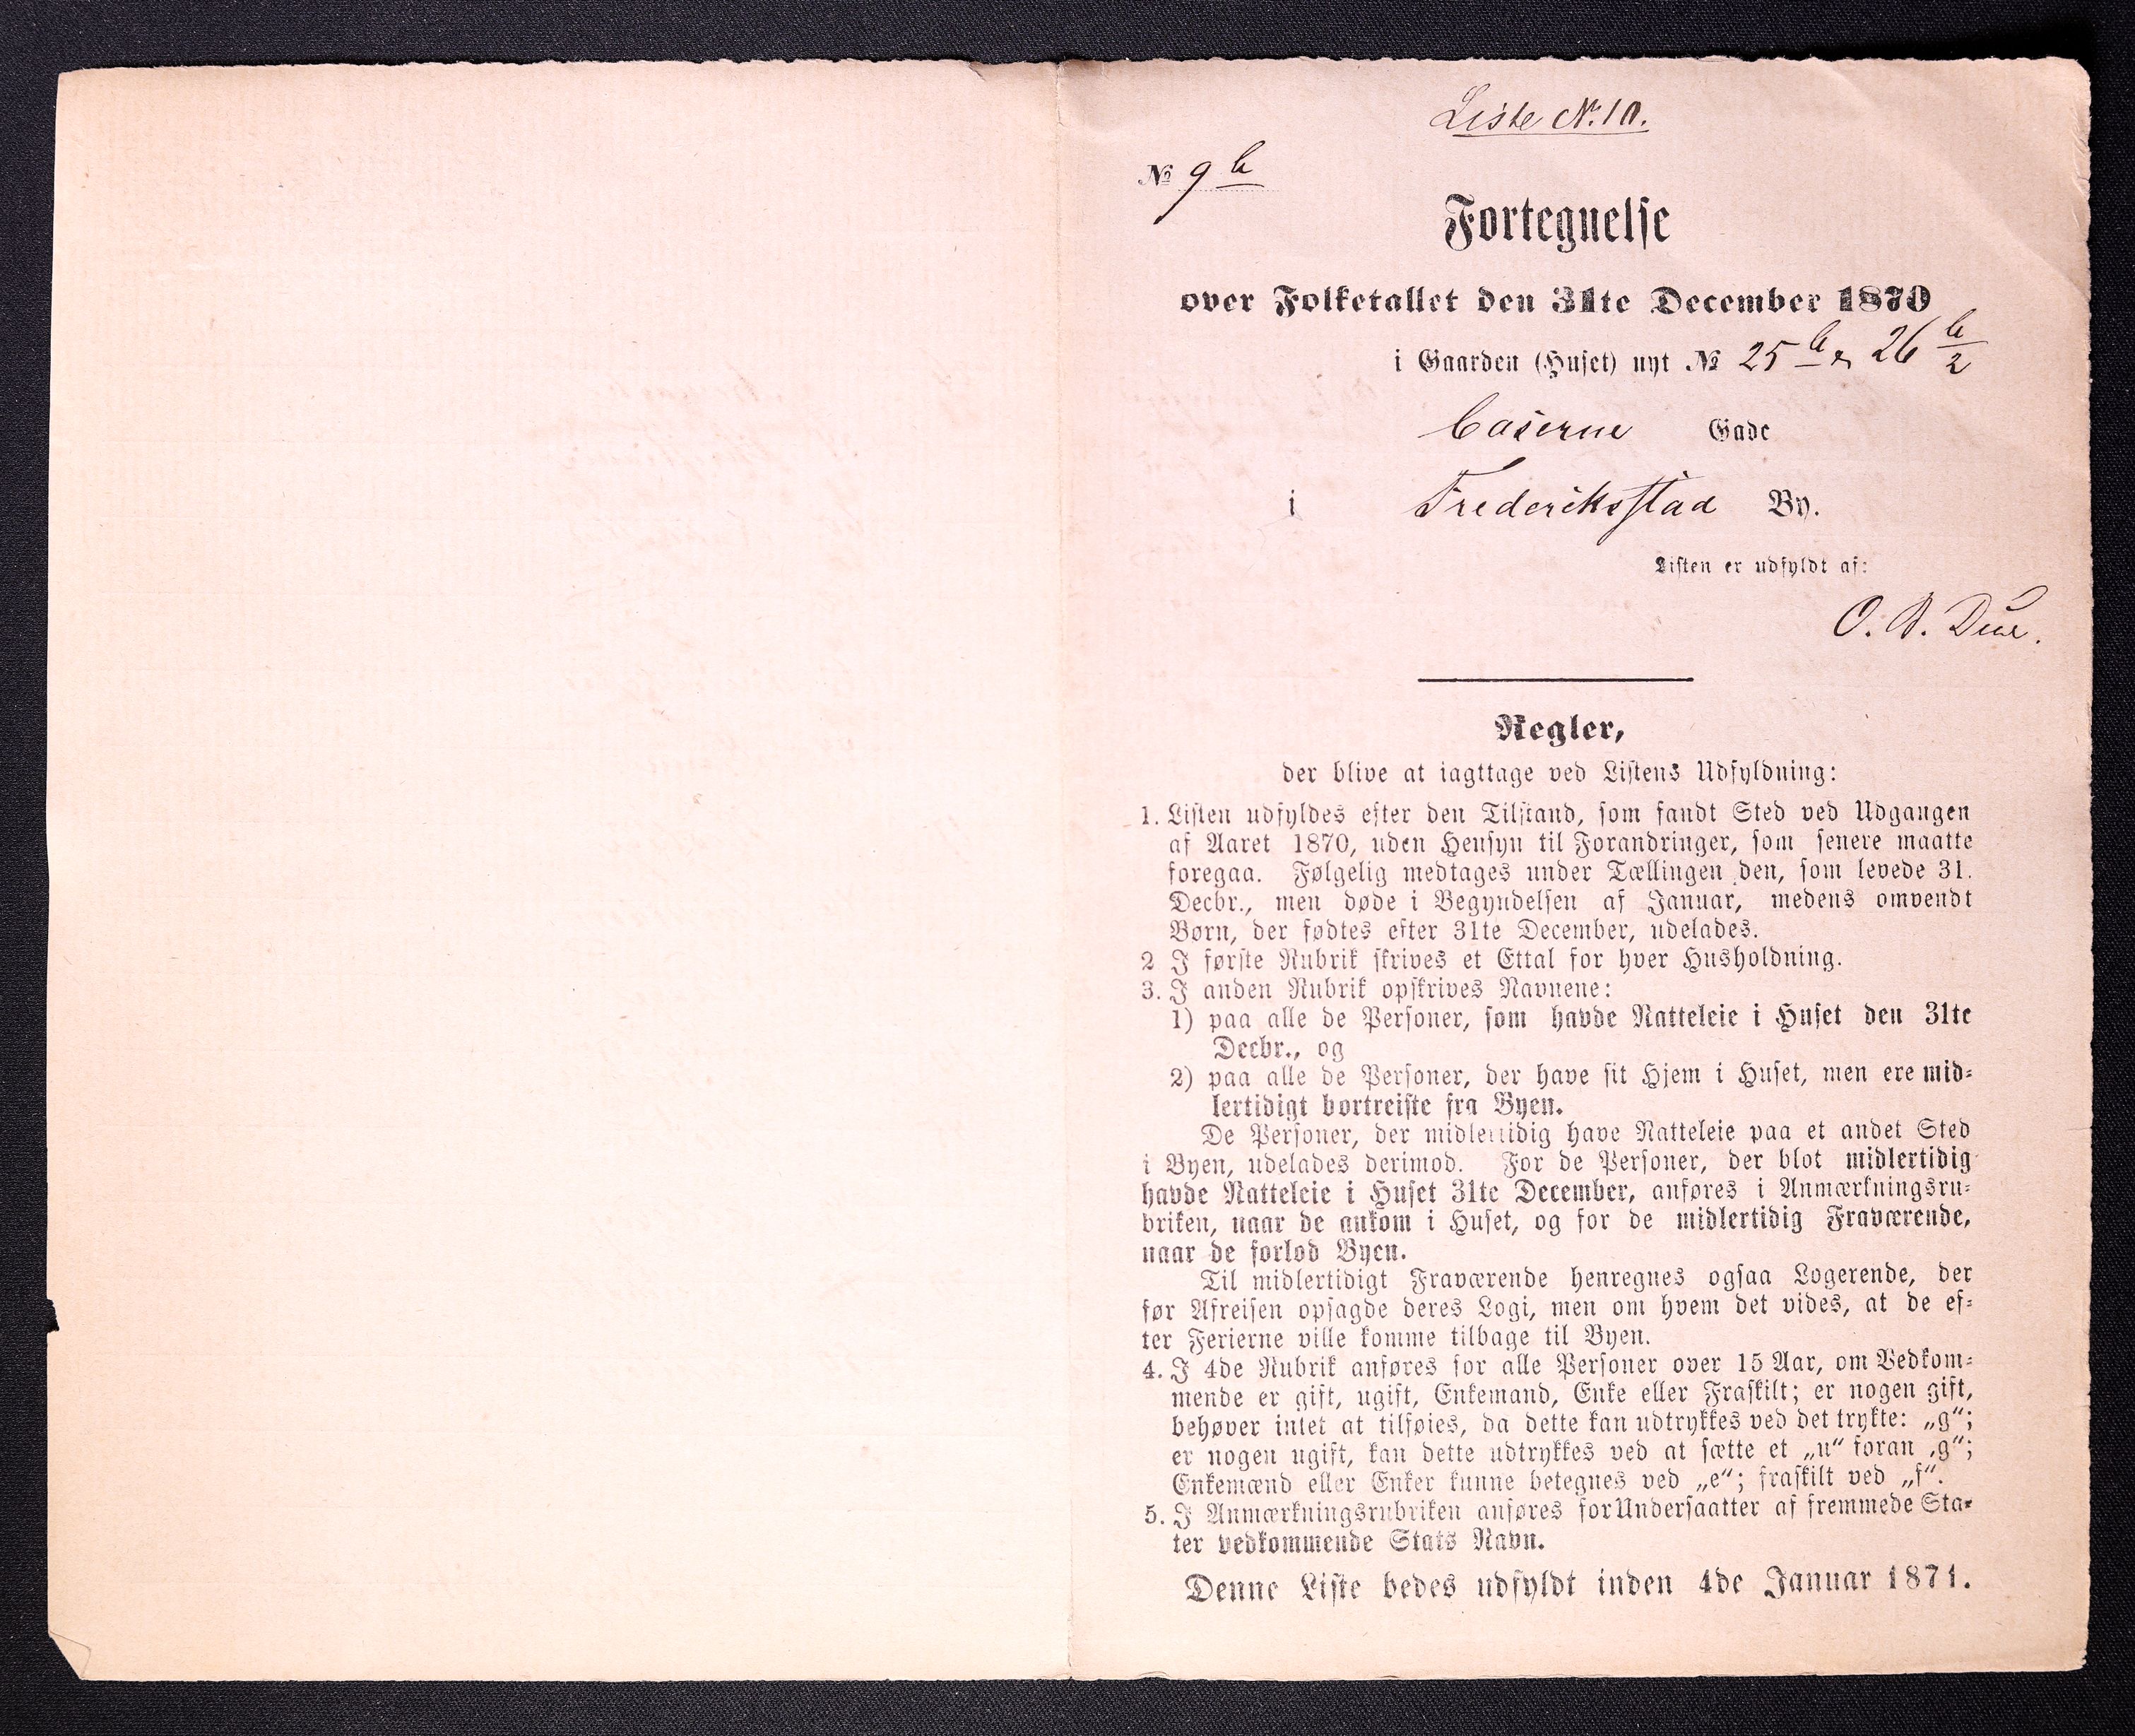 Liste No. 10.
No 9 b
Fortegnelse
over Folketallet den 31te December 1870
i Gaarden (Huset) nyt No 25 b & 26 b/2
Caserne Gade
i Frederiksstad By.
Listen er udfyldt af:
O. B. Due.
Regler,
der blive at iagttage ved Listens Udfyldning:
1. Listen udfyldes efter den Tilstand, som fandt Sted ved Udgangen
af Aaret 1870, uden Hensyn til Forandringer, som senere maatte
foregaa. Følgelig medtages under Tællingen den, som levede 31.
Decbr., men døde i Begyndelsen af Januar, medens omvendt
Børn, der fødtes efter 31te December, udelades.
2 I første Rubrik skrives et Ettal for hver Husholdning.
3. I anden Rubrik opskrives Navnene:
1) paa alle de Personer, som havde Natteleie i Huset den 31te
Decbr., og
2) paa alle de Personer, der have sit Hjem i Huset, men ere mid-
lertidigt bortreiste fra Byen.
De Personer, der midlertidig have Natteleie paa et andet Sted
i Byen, udelades derimod. For de Personer, der blot midlertidig
havde Natteleie i Huset 31te December, anføres i Anmærkningsru-
briken, naar de ankom i Huset, og for de midlertidig Fraværende,
naar de forlod Byen.
Til midlertidigt Fraværende henregnes ogsaa Logerende, der
før Afreisen opsagde deres Logi, men om hvem det vides, at de ef-
ter Ferierne ville komme tilbage til Byen.
4. I 4de Rubrik anføres for alle Personer over 15 Aar, om Vedkom-
mende er gift, ugift, Enkemand, Enke eller Fraskilt; er nogen gift,
behøver intet at tilføies, da dette kan udtrykkes ved det trykte: „g“;
er nogen ugift, kan dette udtrykkes ved at sætte et „u“ foran ‚g“;
Enkemænd eller Enker kunne betegnes ved „e“; fraskilt ved „f“.
5. I Anmærkningsrubriken anføres for Undersaatter af fremmede Sta-
ter vedkommende Stats Navn.
Denne Liste bedes udfyldt inden 4de Januar 1871.